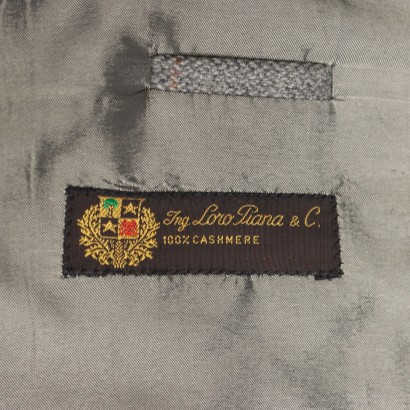 Ing. Loro Piana & C.
100% CASHMERE